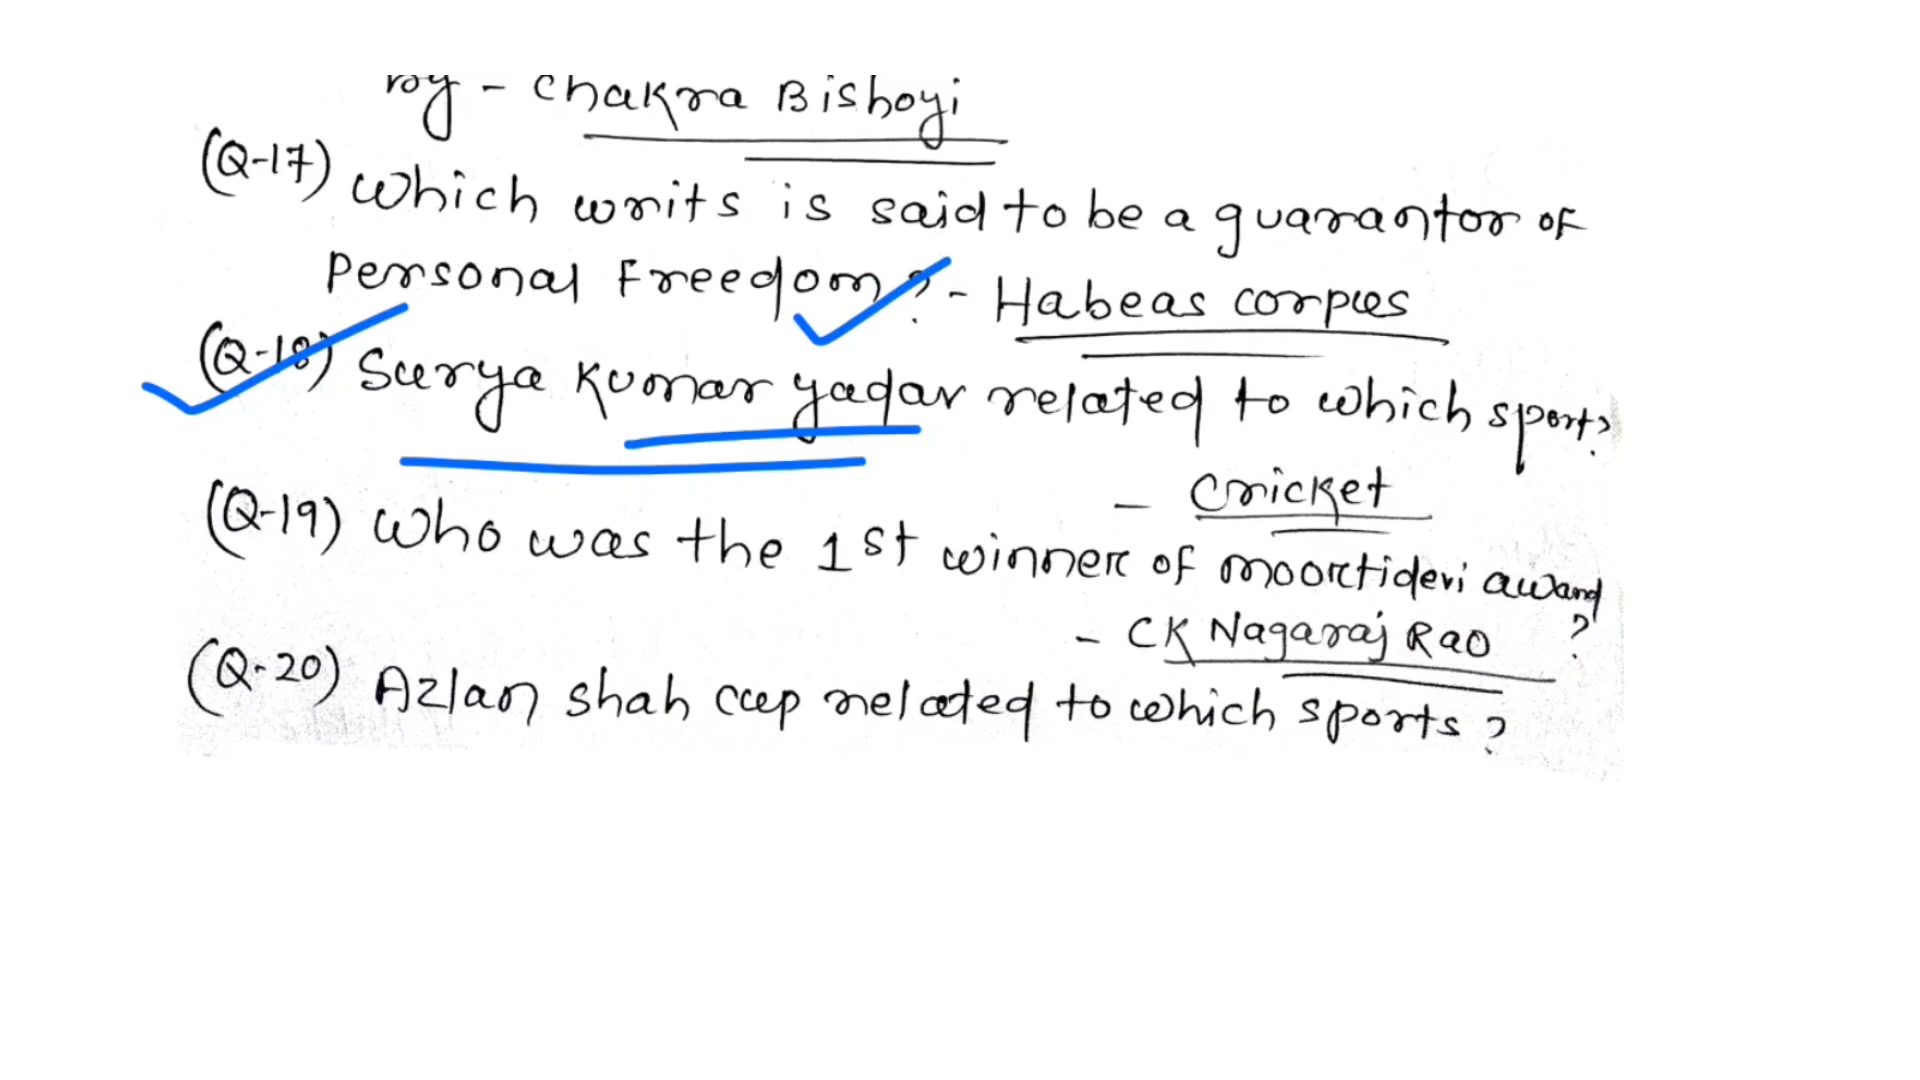 by - Chakra Bishoyi
(Q-17) which writs is said to be a guarantor of
Personal Freedom? - Habeas corpus
(Q-18) Surya Kumar yadav related to which sport?
- Cricket
(Q-19) who was the 1st winner of moortidevi award
?
- CK Nagaraj Rao
(Q-20) Azlan shah cup related to which sports?